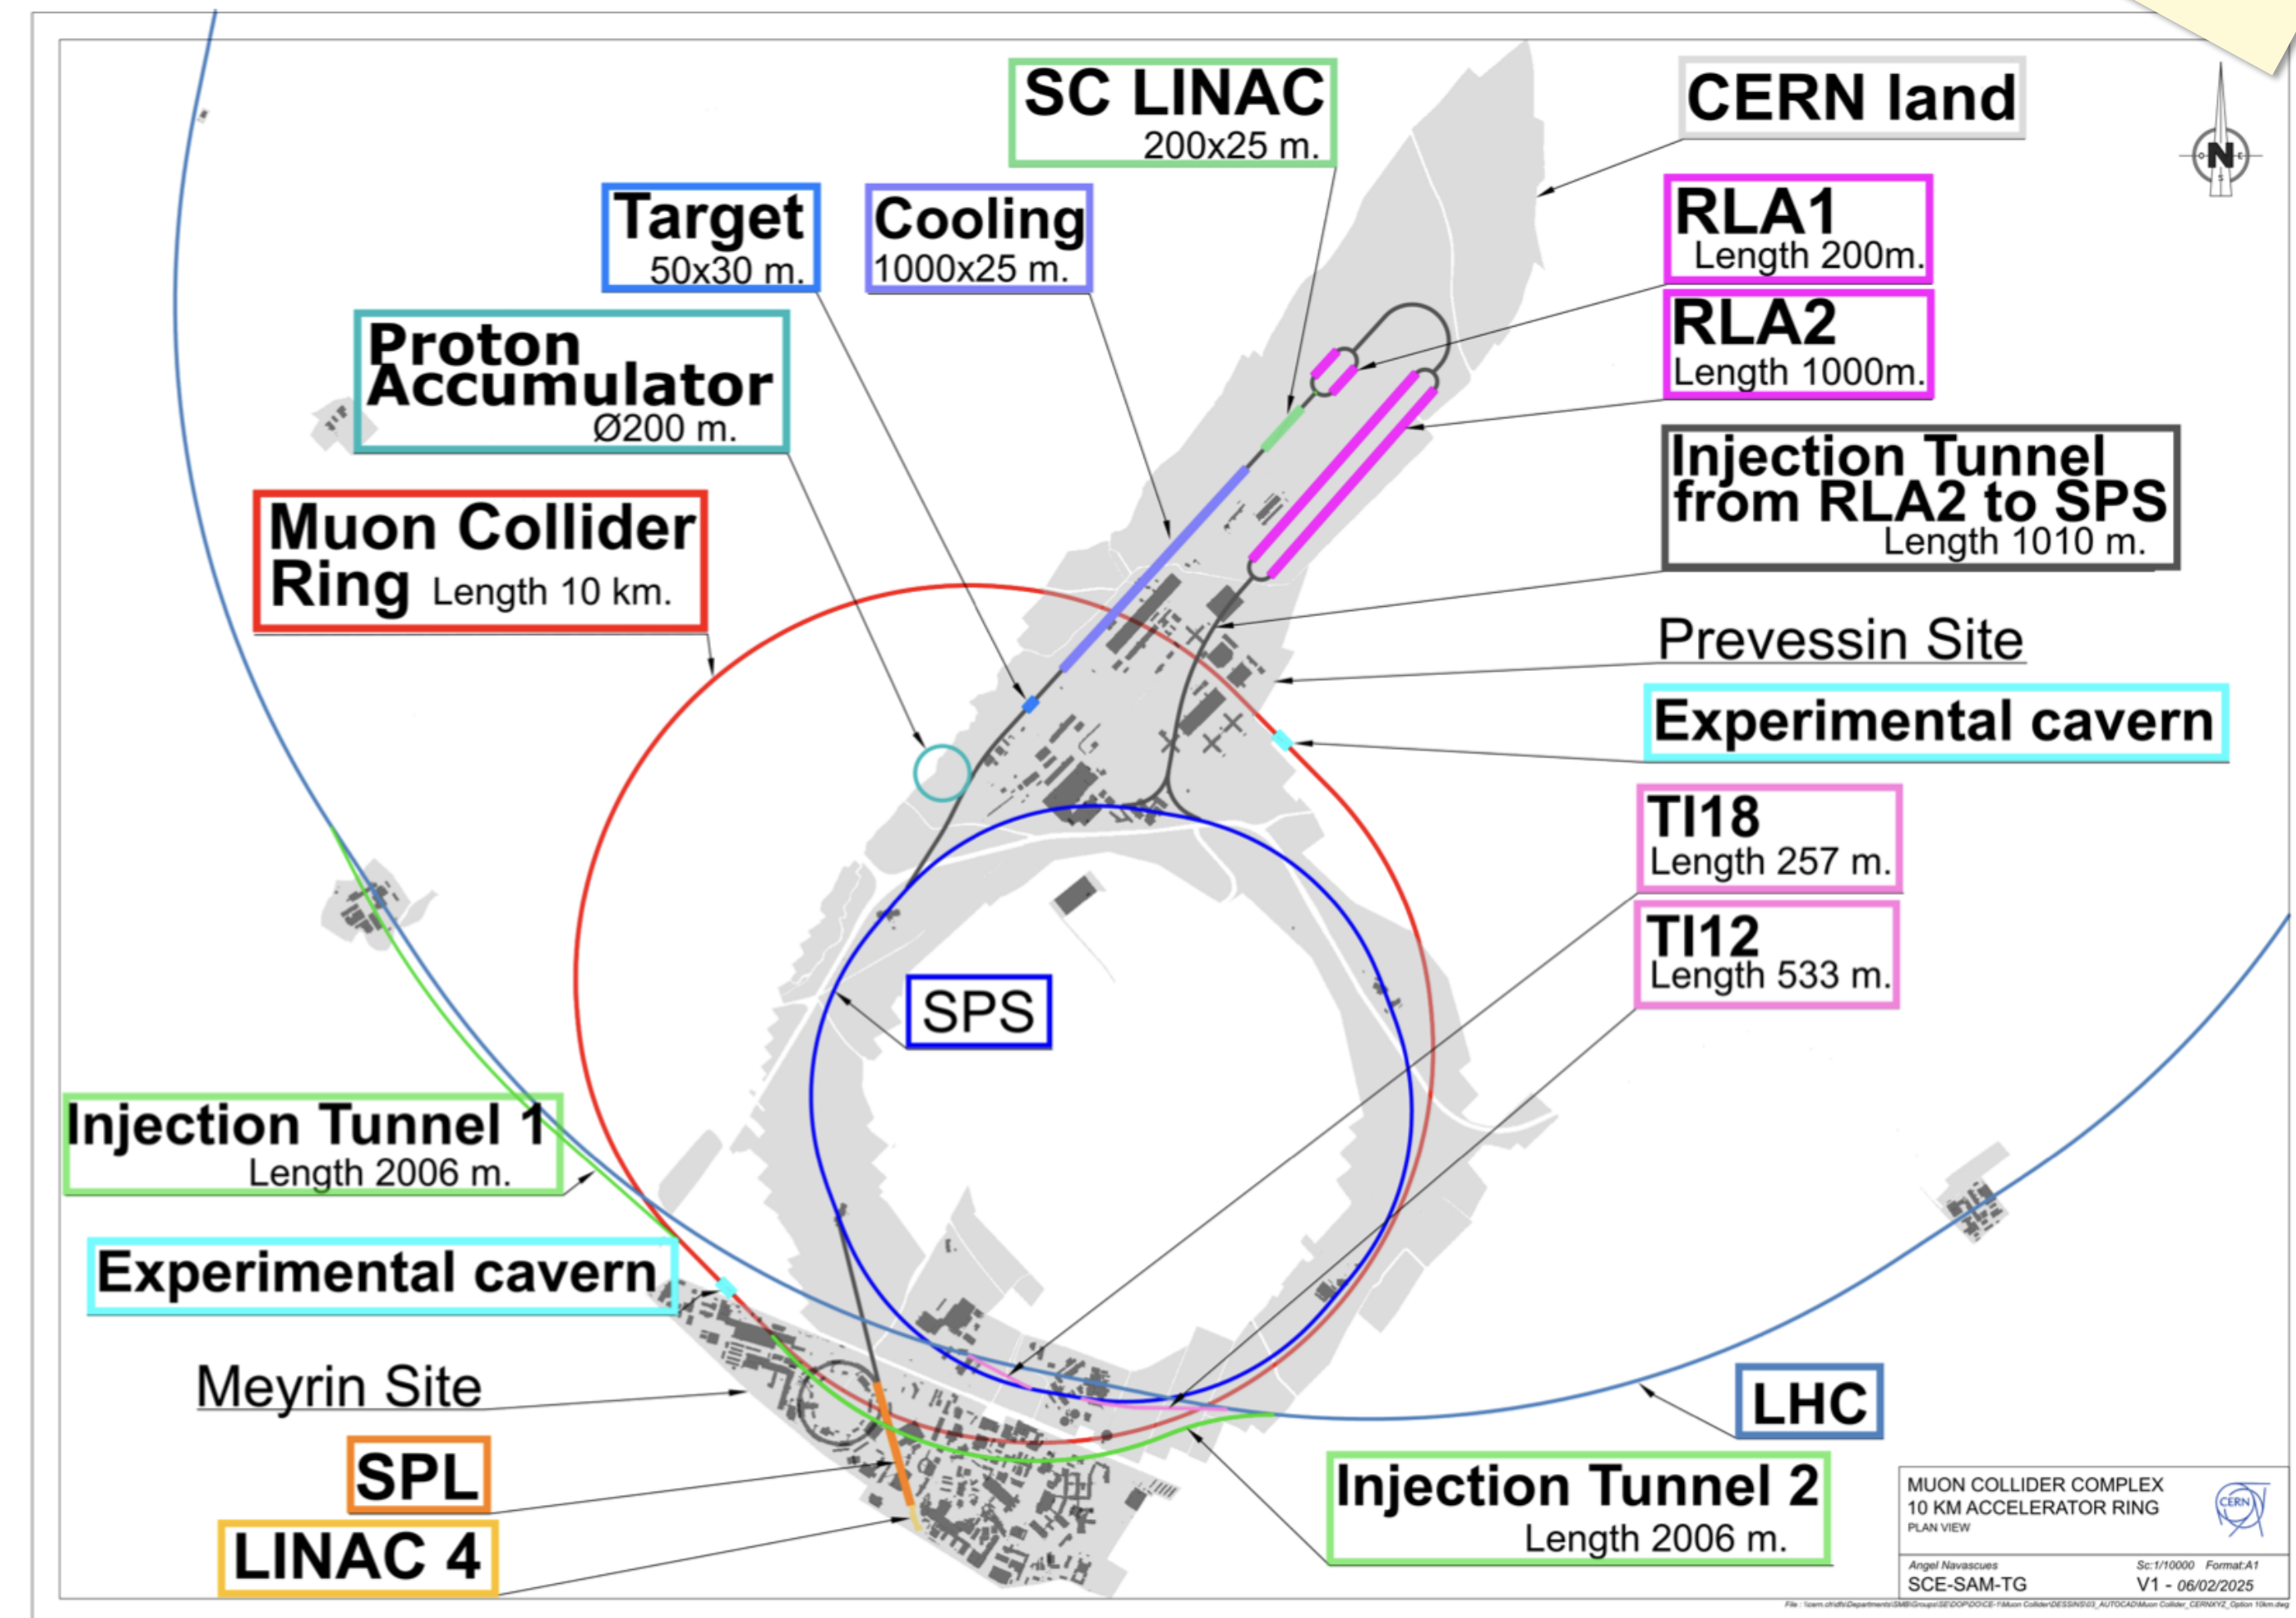 SC LINAC
200x25 m.
CERN land
N
Target
50x30 m.
Cooling
1000x25 m.
RLA1
Length 200m.
RLA2
Length 1000m.
Proton
Accumulator
Ø200 m.
Injection Tunnel
from RLA2 to SPS
Length 1010 m.
Muon Collider
Ring Length 10 km.
Prevessin Site
Experimental cavern
TI18
Length 257 m.
TI12
Length 533 m.
SPS
Injection Tunnel 1
Length 2006 m.
Experimental cavern
Meyrin Site
LHC
SPL
LINAC 4
Injection Tunnel 2
Length 2006 m.
MUON COLLIDER COMPLEX
10 KM ACCELERATOR RING
PLAN VIEW
CERN
Angel Navascues
Sc:1/10000 Format:A1
SCE-SAM-TG
V1 - 06/02/2025